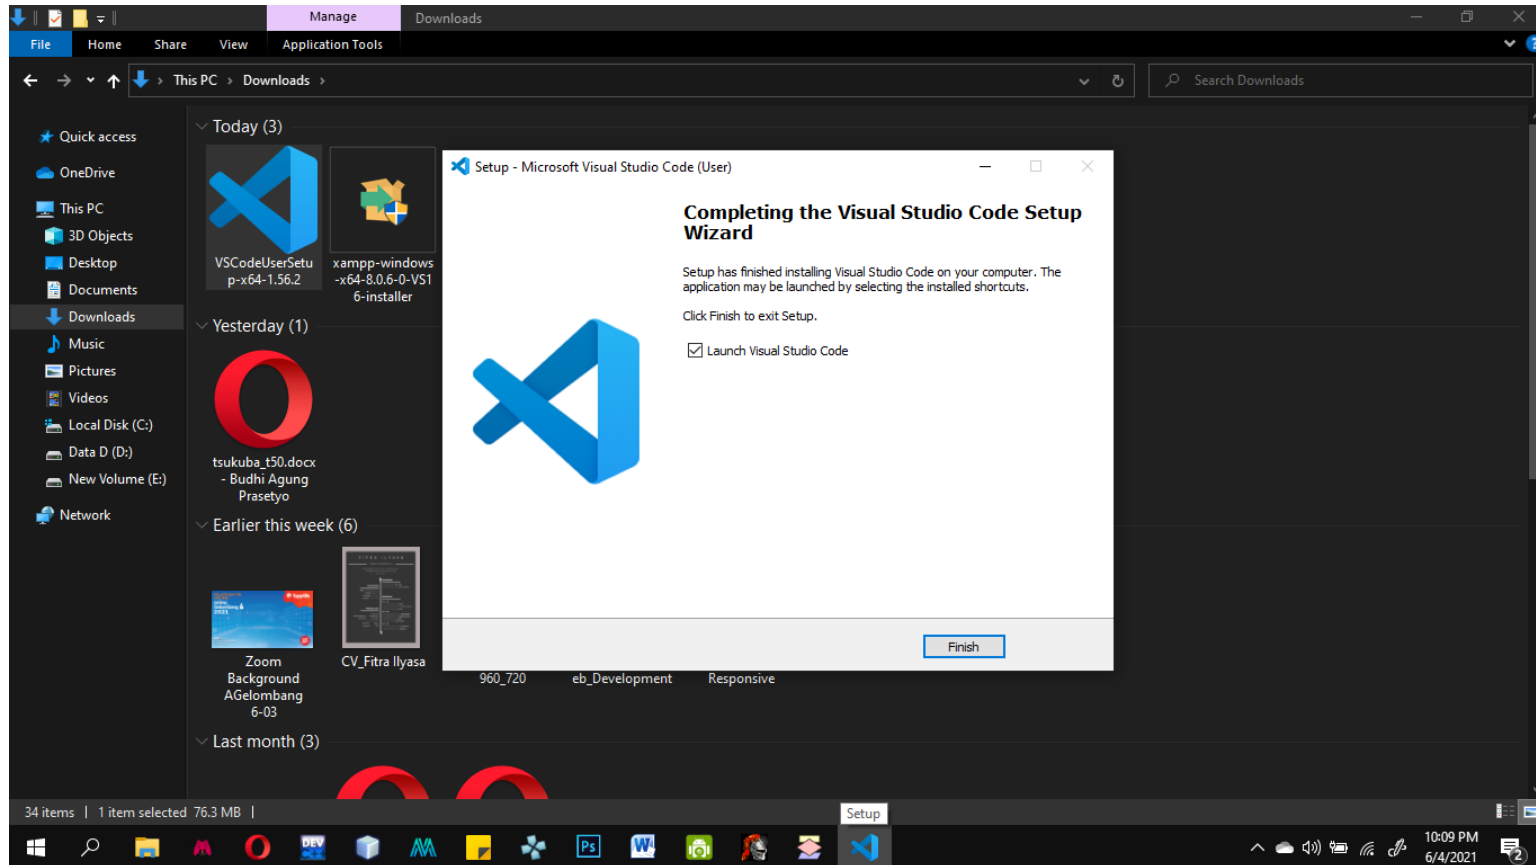 Manage
Downloads
File
Home
Share
View
Application Tools
This PC
Downloads
Search Downloads
Quick access
OneDrive
This PC
3D Objects
Desktop
Documents
Downloads
Music
Pictures
Videos
Local Disk (C:)
Data D (D:)
New Volume (E:)
Network
Today (3)
VSCodeUserSetu
p-x64-1.56.2
xampp-windows
-x64-8.0.6-0-VS1
6-installer
Yesterday (1)
tsukuba_t50.docx
- Budhi Agung
Prasetyo
Earlier this week (6)
Zoom
Background
AGelombang
6-03
CV_Fitra Ilyasa
960_720
eb_Development
Responsive
Last month (3)
Setup - Microsoft Visual Studio Code (User)
Completing the Visual Studio Code Setup
Wizard
Setup has finished installing Visual Studio Code on your computer. The
application may be launched by selecting the installed shortcuts.
Click Finish to exit Setup.
Launch Visual Studio Code
Finish
34 items
1 item selected 76.3 MB
Setup
DEV
Ps
W
10:09 PM
6/4/2021
2